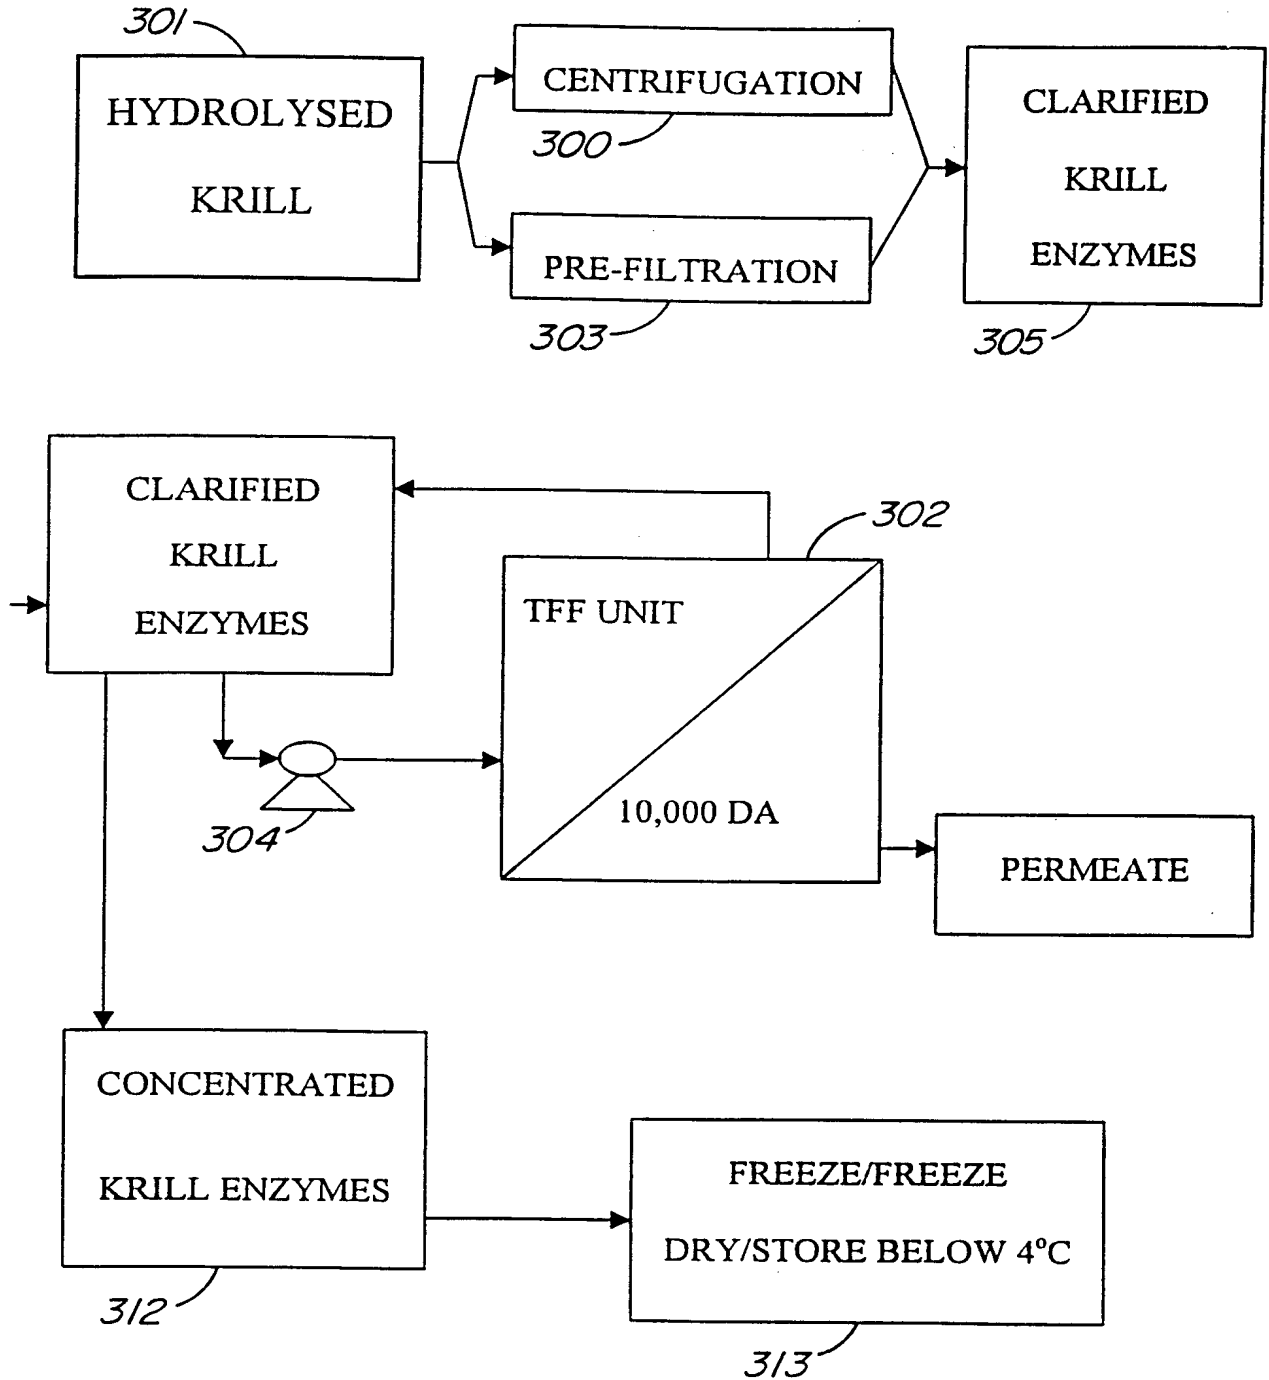 301
HYDROLYSED
KRILL
CENTRIFUGATION
300
PRE-FILTRATION
303
CLARIFIED
KRILL
ENZYMES
305
CLARIFIED
KRILL
ENZYMES
302
TFF UNIT
10,000 DA
304
PERMEATE
CONCENTRATED
KRILL ENZYMES
312
FREEZE/FREEZE
DRY/STORE BELOW 4°C
313